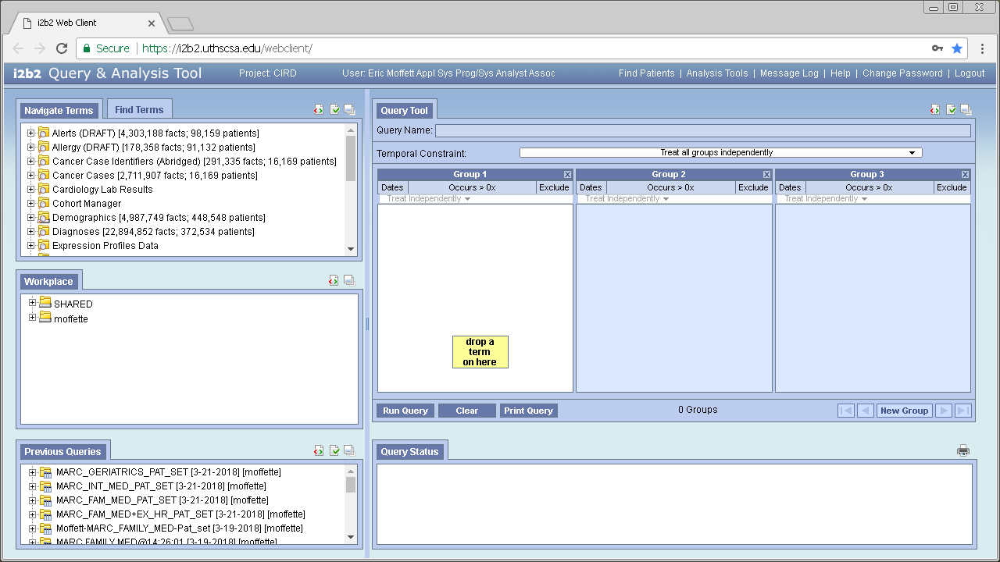 i2b2 Web Client
Secure
https://i2b2.uthscsa.edu/webclient/
i2b2 Query & Analysis Tool
Project: CIRD
User: Eric Moffett Appl Sys Prog/Sys Analyst Assoc
Find Patients | Analysis Tools | Message Log | Help | Change Password | Logout
Navigate Terms
Find Terms
Alerts (DRAFT) [4,303,188 facts; 98,159 patients]
Allergy (DRAFT) [178,358 facts; 91,132 patients]
Cancer Case Identifiers (Abridged) [291,335 facts; 16,169 patients]
Cancer Cases [2,711,907 facts; 16,169 patients]
Cardiology Lab Results
Cohort Manager
Demographics [4,987,749 facts; 448,548 patients]
Diagnoses [22,894,852 facts; 372,534 patients]
Expression Profiles Data
Workplace
SHARED
moffette
Previous Queries
MARC_GERIATRICS_PAT_SET [3-21-2018] [moffette]
MARC_INT_MED_PAT_SET [3-21-2018] [moffette]
MARC_FAM_MED_PAT_SET [3-21-2018] [moffette]
MARC_FAM_MED+EX_HR_PAT_SET [3-21-2018] [moffette]
Moffett-MARC_FAMILY_MED-Pat_set [3-19-2018] [moffette]
MARC FAMILY MED@14:26:01 [3-19-2018] [moffette]
Query Tool
Query Name:
Temporal Constraint:
Treat all groups independently
Group 1
Group 2
Group 3
Dates
Occurs > 0x
Exclude
Dates
Occurs > 0x
Exclude
Dates
Occurs > 0x
Exclude
Treat Independently
Treat Independently
Treat Independently
drop a
term
on here
Run Query
Clear
Print Query
0 Groups
New Group
Query Status